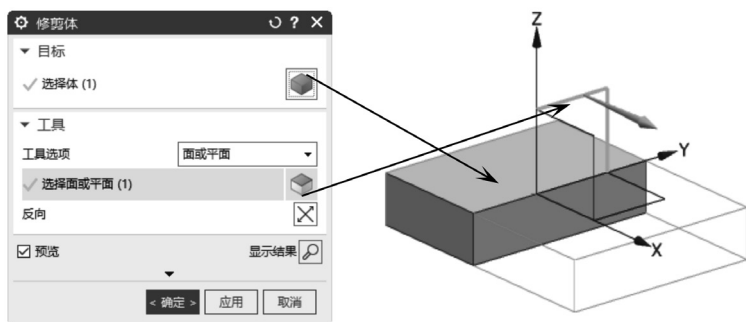 修剪体
目标
选择体 (1)
工具
工具选项
面或平面
选择面或平面 (1)
反向
预览
显示结果
< 确定 >
应用
取消
Z
Y
X